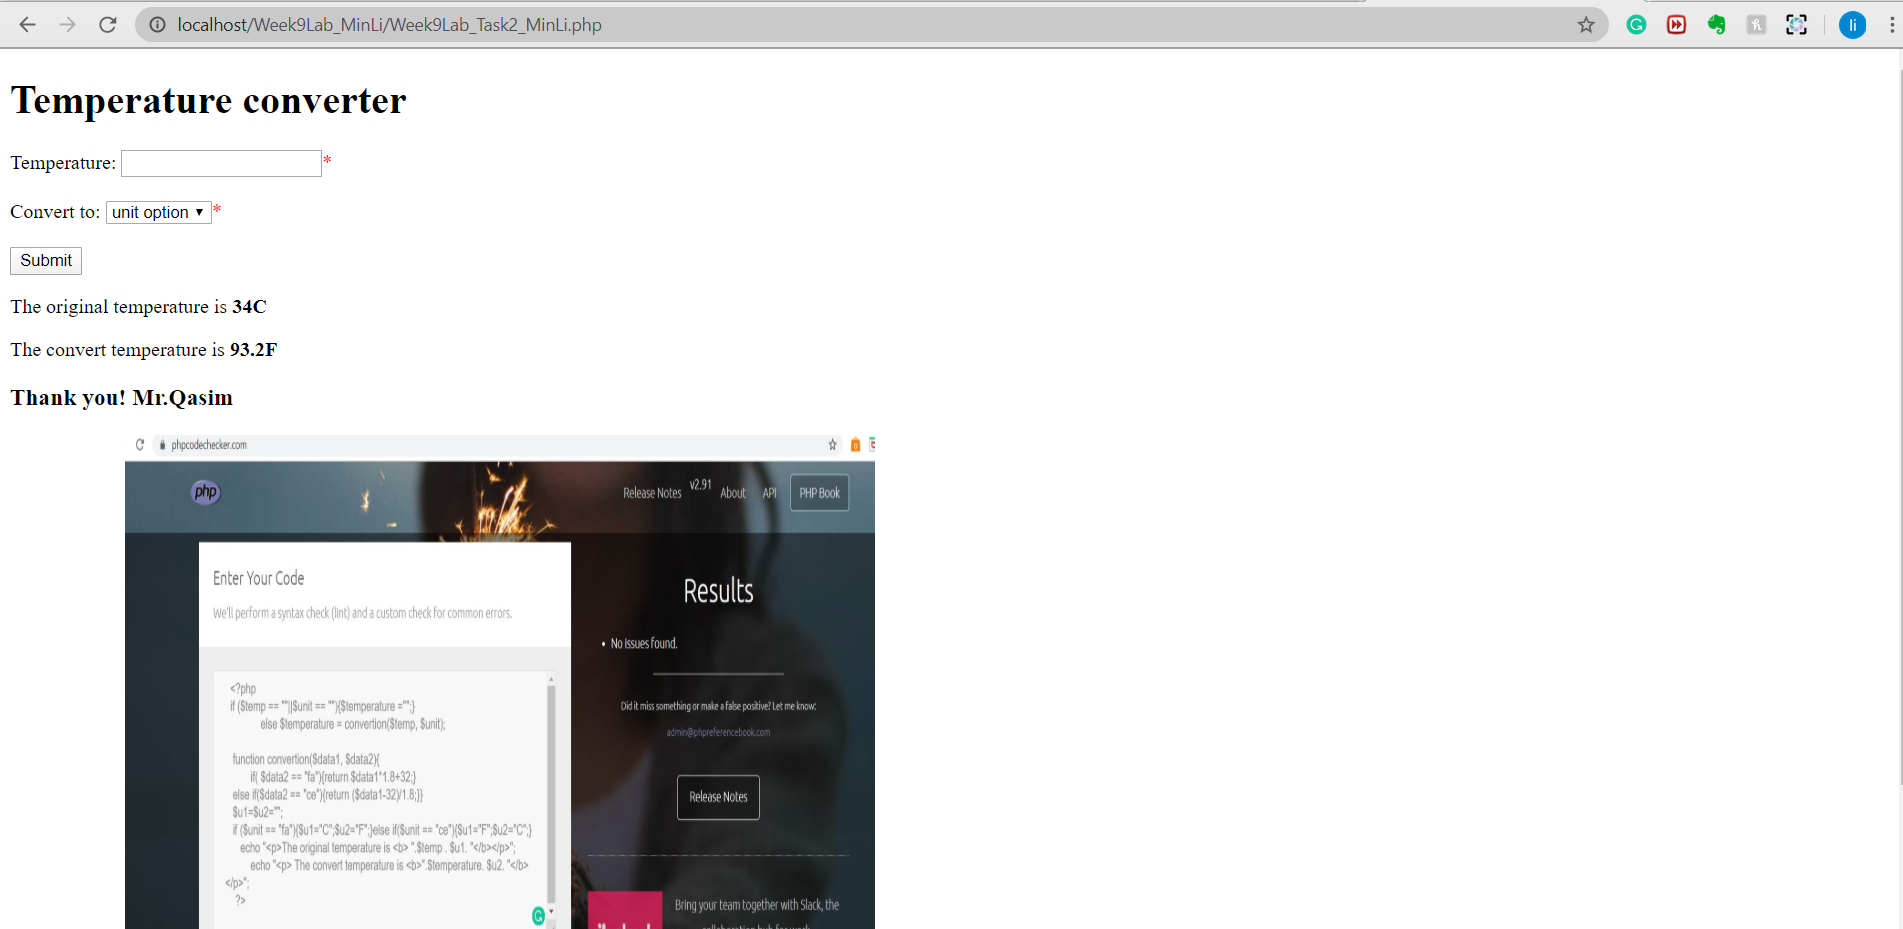 localhost/Week9Lab_MinLi/Week9Lab_Task2_MinLi.php
li
Temperature converter
Temperature: *
Convert to: unit option ▼ *
Submit
The original temperature is 34C
The convert temperature is 93.2F
Thank you! Mr.Qasim
phpcodechecker.com
php
Release Notes v2.91 About API PHP Book
Enter Your Code
We'll perform a syntax check (lint) and a custom check for common errors.
<?php
if ($temp == ""||$unit == ""){$temperature ="";}
else $temperature = convertion($temp, $unit);
function convertion($data1, $data2){
if( $data2 == "fa"){return $data1*1.8+32;}
else if($data2 == "ce"){return ($data1-32)/1.8;}}
$u1=$u2="";
if ($unit == "fa"){$u1="C";$u2="F";}else if($unit == "ce"){$u1="F";$u2="C";}
echo "<p>The original temperature is <b> ".$temp . $u1. "</b></p>";
echo "<p> The convert temperature is <b>".$temperature. $u2. "</b>
</p>";
?>
Results
• No issues found.
Did it miss something or make a false positive? Let me know:
admin@phpreferencebook.com
Release Notes
Bring your team together with Slack, the
collaboration hub for work